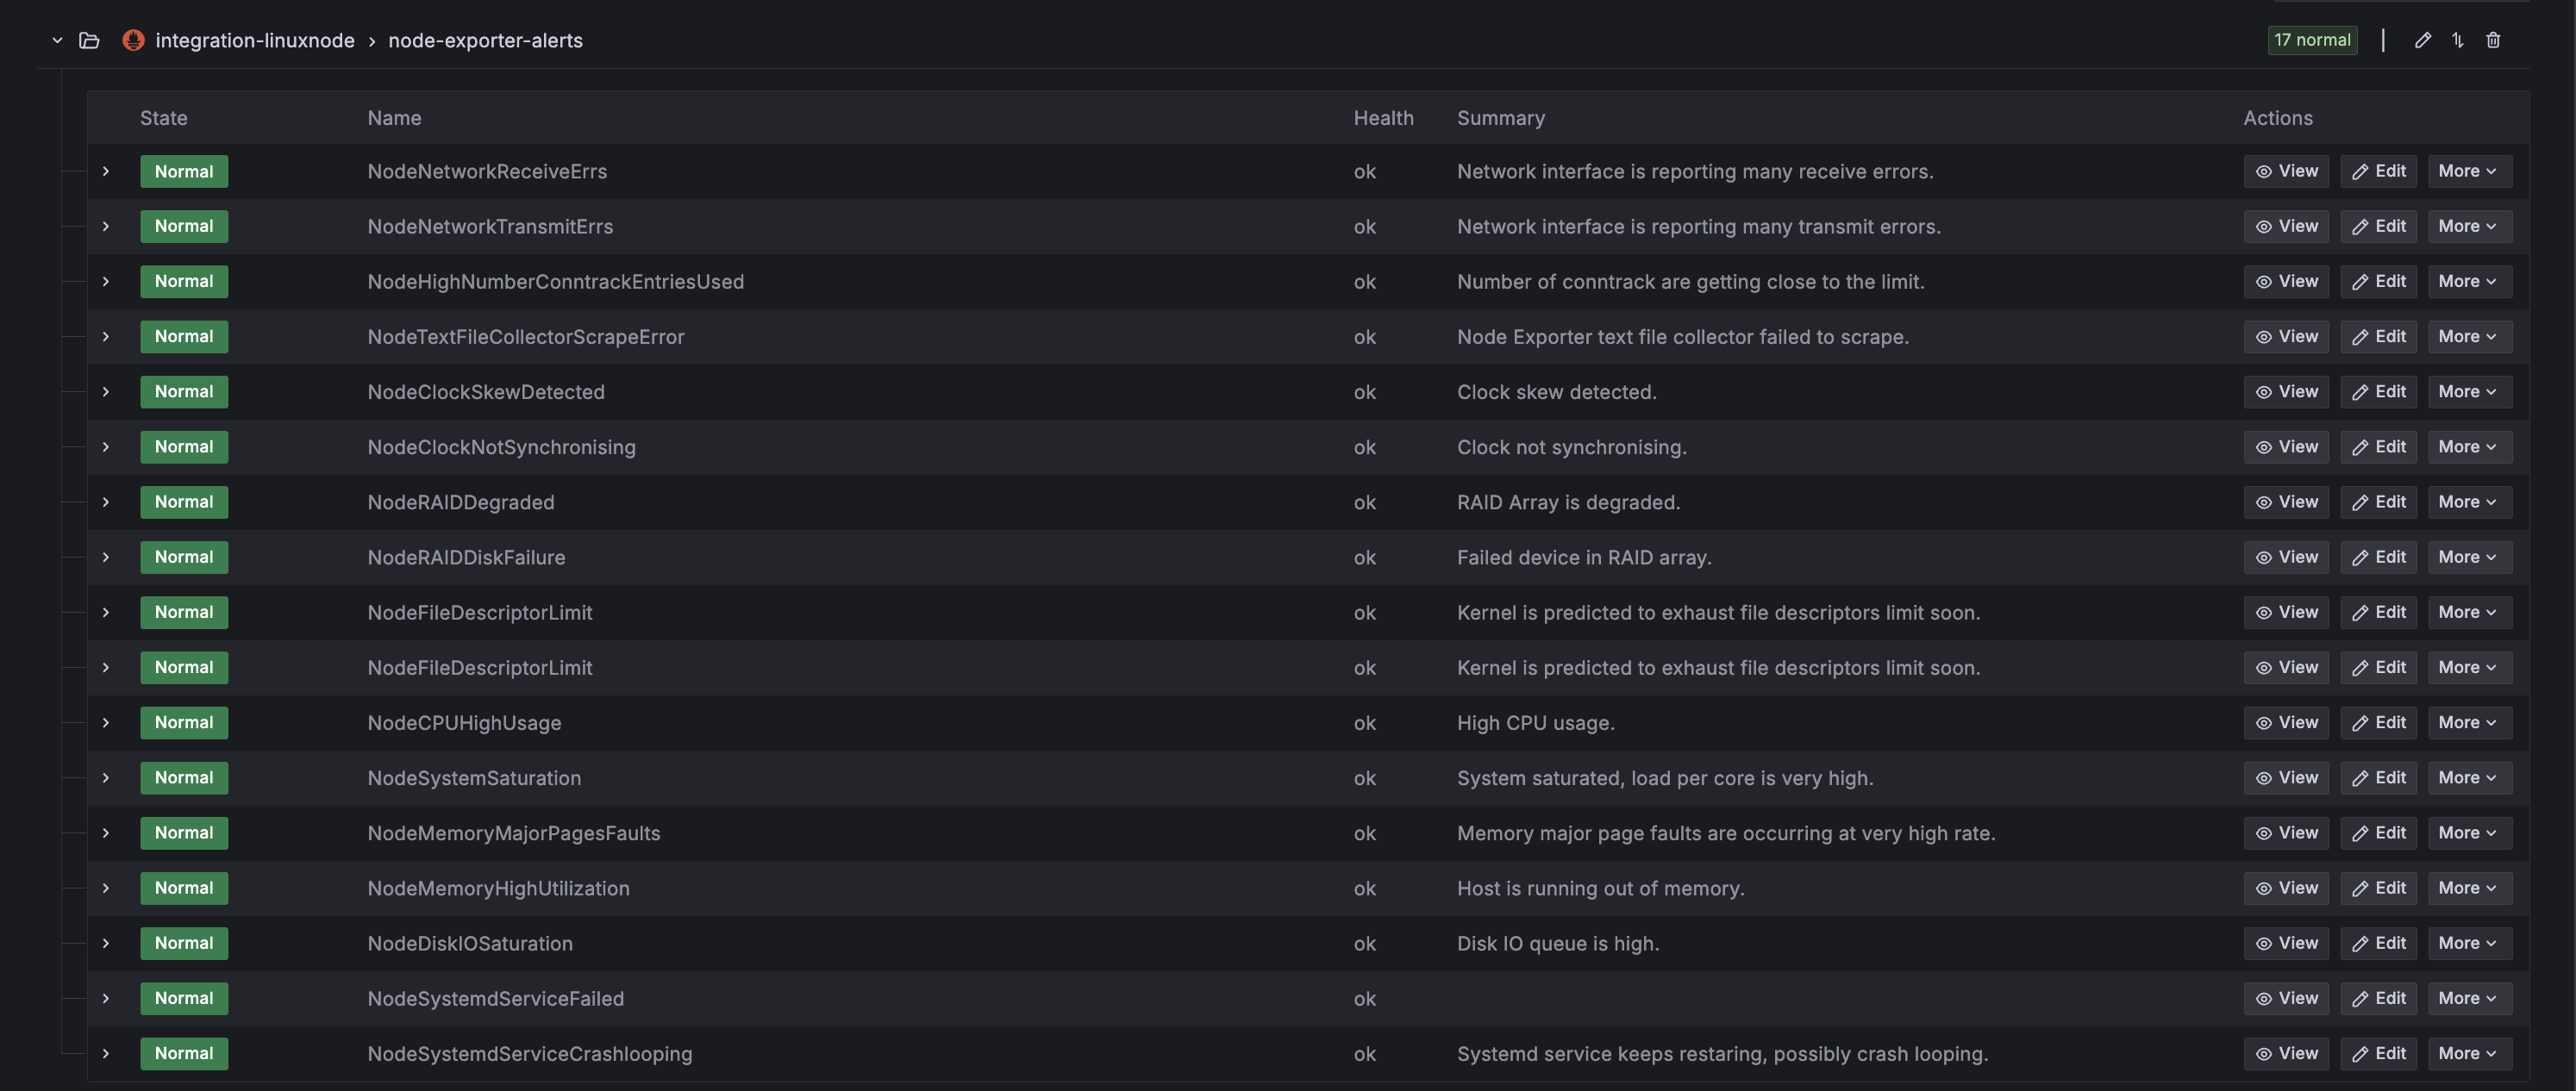 integration-linuxnode > node-exporter-alerts 17 normal
State Name Health Summary Actions
Normal NodeNetworkReceiveErrs ok Network interface is reporting many receive errors. View Edit More
Normal NodeNetworkTransmitErrs ok Network interface is reporting many transmit errors. View Edit More
Normal NodeHighNumberConntrackEntriesUsed ok Number of conntrack are getting close to the limit. View Edit More
Normal NodeTextFileCollectorScrapeError ok Node Exporter text file collector failed to scrape. View Edit More
Normal NodeClockSkewDetected ok Clock skew detected. View Edit More
Normal NodeClockNotSynchronising ok Clock not synchronising. View Edit More
Normal NodeRAIDDegraded ok RAID Array is degraded. View Edit More
Normal NodeRAIDDiskFailure ok Failed device in RAID array. View Edit More
Normal NodeFileDescriptorLimit ok Kernel is predicted to exhaust file descriptors limit soon. View Edit More
Normal NodeFileDescriptorLimit ok Kernel is predicted to exhaust file descriptors limit soon. View Edit More
Normal NodeCPUHighUsage ok High CPU usage. View Edit More
Normal NodeSystemSaturation ok System saturated, load per core is very high. View Edit More
Normal NodeMemoryMajorPagesFaults ok Memory major page faults are occurring at very high rate. View Edit More
Normal NodeMemoryHighUtilization ok Host is running out of memory. View Edit More
Normal NodeDiskIOSaturation ok Disk IO queue is high. View Edit More
Normal NodeSystemdServiceFailed ok View Edit More
Normal NodeSystemdServiceCrashlooping ok Systemd service keeps restaring, possibly crash looping. View Edit More